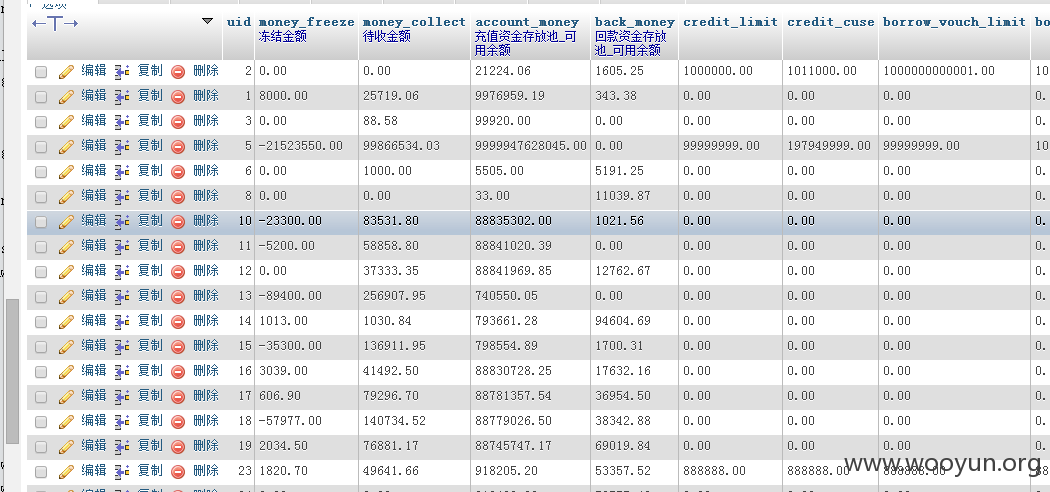 uid money_freeze money_collect account_money back_money credit_limit credit_cuse borrow_vouch_limit
冻结金额 待收金额 充值资金存放池_可用余额 回款资金存放池_可用余额
编辑 复制 删除 2 0.00 0.00 21224.06 1605.25 1000000.00 1011000.00 1000000000001.00 10
编辑 复制 删除 1 8000.00 25719.06 9976959.19 343.38 0.00 0.00 0.00 0.
编辑 复制 删除 3 0.00 88.58 99920.00 0.00 0.00 0.00 0.00 0.
编辑 复制 删除 5 -21523550.00 99866534.03 9999947628045.00 0.00 99999999.00 197949999.00 99999999.00 10
编辑 复制 删除 6 0.00 1000.00 5505.00 5191.25 0.00 0.00 0.00 0.
编辑 复制 删除 8 0.00 0.00 33.00 11039.87 0.00 0.00 0.00 0.
编辑 复制 删除 10 -23300.00 83531.80 88835302.00 1021.56 0.00 0.00 0.00 0.
编辑 复制 删除 11 -5200.00 58858.80 88841020.39 0.00 0.00 0.00 0.00 0.
编辑 复制 删除 12 0.00 37333.35 88841969.85 12762.67 0.00 0.00 0.00 0.
编辑 复制 删除 13 -89400.00 256907.95 740550.05 0.00 0.00 0.00 0.00 0.
编辑 复制 删除 14 1013.00 1030.84 793661.28 94604.69 0.00 0.00 0.00 0.
编辑 复制 删除 15 -35300.00 136911.95 798554.89 1700.31 0.00 0.00 0.00 0.
编辑 复制 删除 16 3039.00 41492.50 88830728.25 17632.16 0.00 0.00 0.00 0.
编辑 复制 删除 17 606.90 79296.70 88781357.54 36954.50 0.00 0.00 0.00 0.
编辑 复制 删除 18 -57977.00 140734.52 88779026.50 38342.88 0.00 0.00 0.00 0.
编辑 复制 删除 19 2034.50 76881.17 88745747.17 69019.84 0.00 0.00 0.00 0.
编辑 复制 删除 23 1820.70 49641.66 918205.20 53357.52 888888.00 888888.00 888888.00 0.
www.wooyun.org